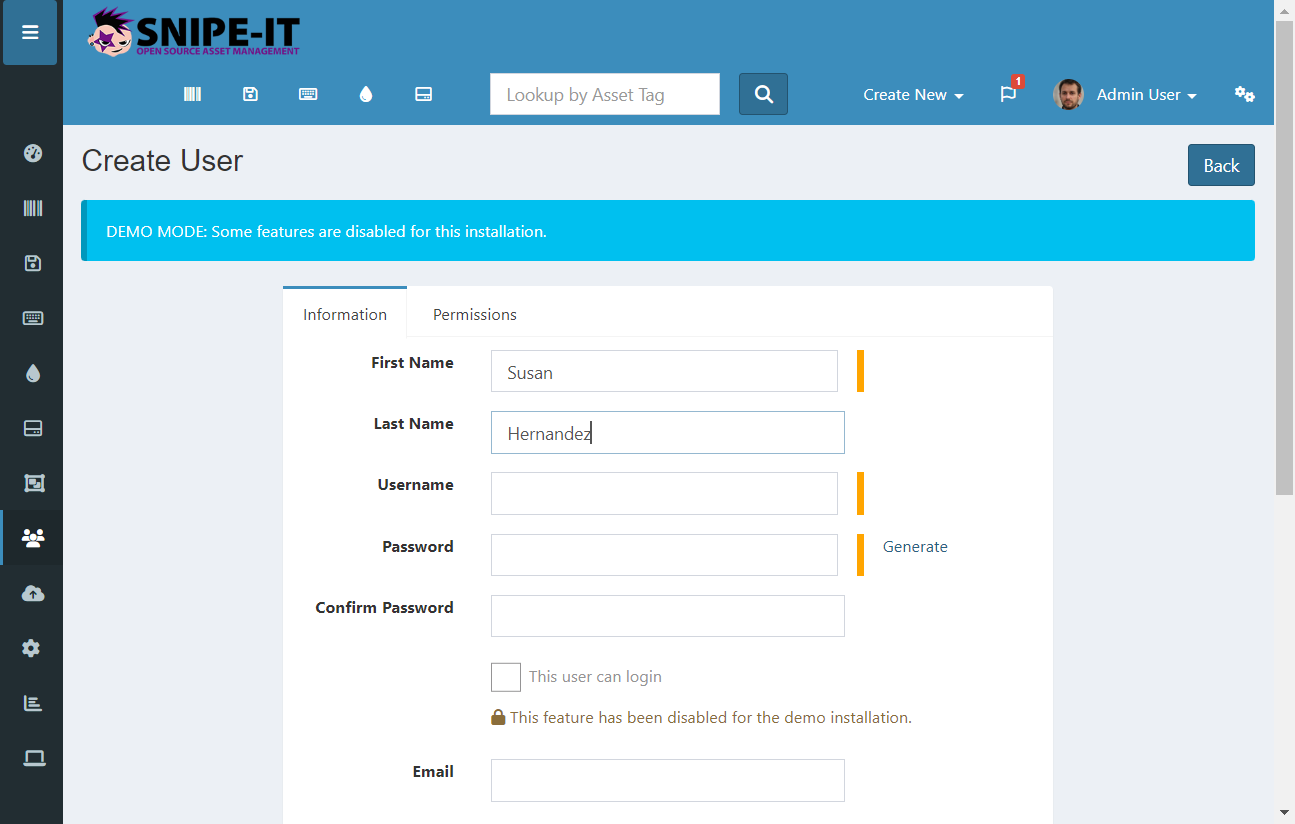 SNIPE-IT
OPEN SOURCE ASSET MANAGEMENT
Lookup by Asset Tag
Create New
1
Admin User
Create User
Back
DEMO MODE: Some features are disabled for this installation.
Information
Permissions
First Name
Susan
Last Name
Hernandez
Username
Password
Generate
Confirm Password
This user can login
This feature has been disabled for the demo installation.
Email